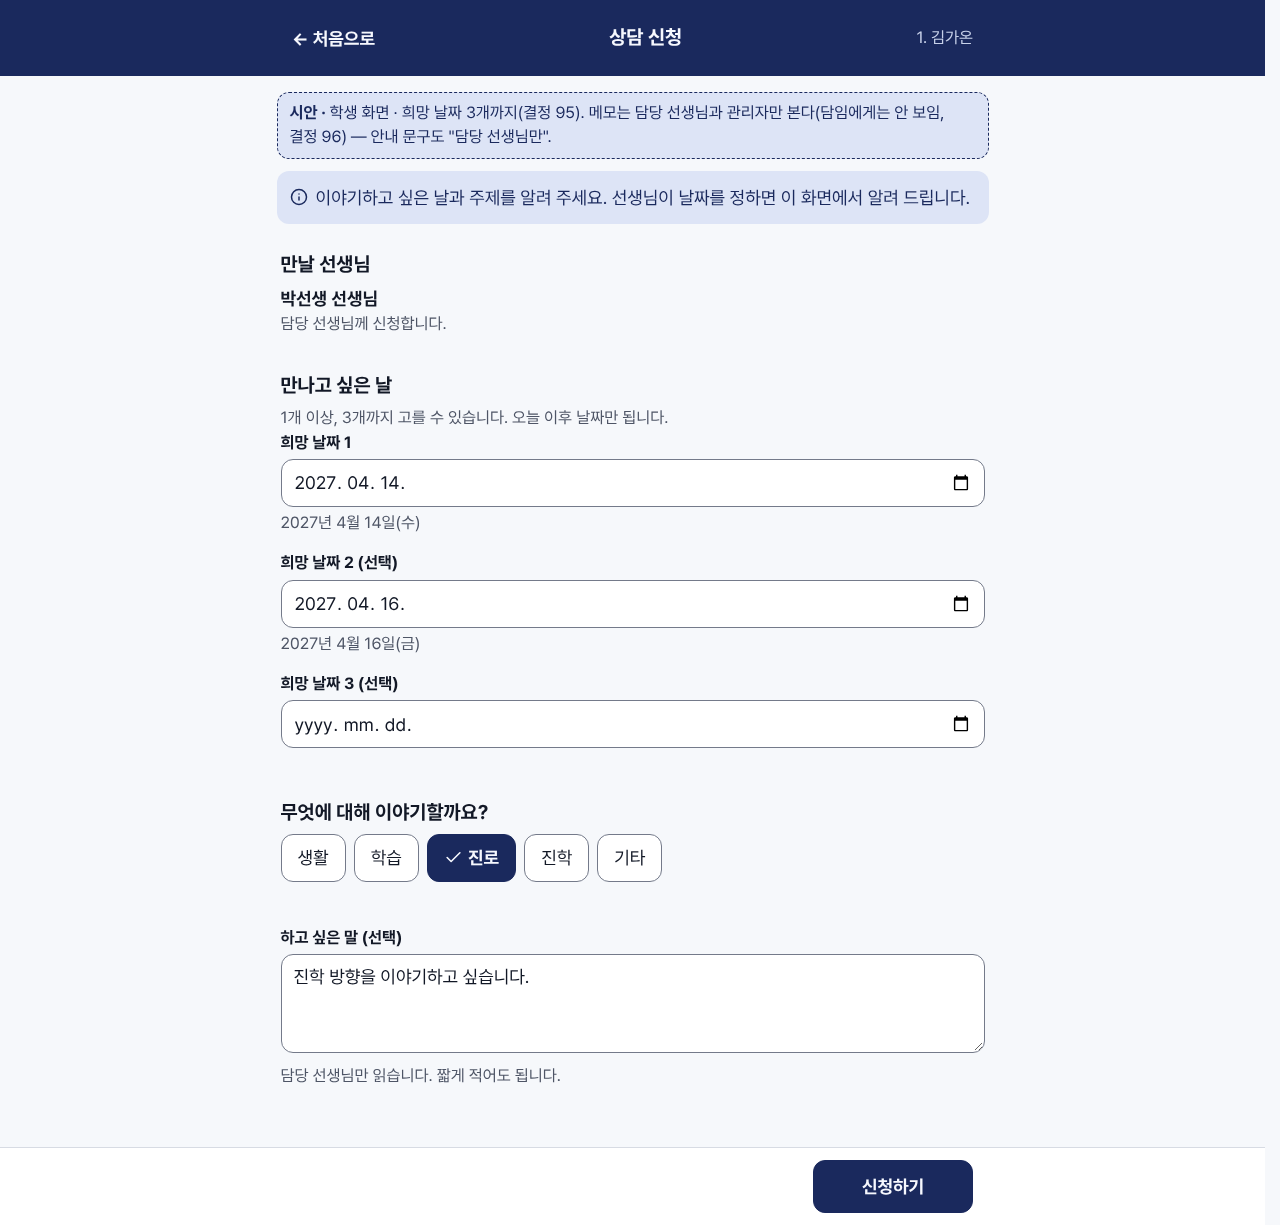 ← 처음으로
상담 신청
1. 김가온
시안 · 학생 화면 · 희망 날짜 3개까지(결정 95). 메모는 담당 선생님과 관리자만 본다(담임에게는 안 보임,
결정 96) — 안내 문구도 "담당 선생님만".
이야기하고 싶은 날과 주제를 알려 주세요. 선생님이 날짜를 정하면 이 화면에서 알려 드립니다.
만날 선생님
박선생 선생님
담당 선생님께 신청합니다.
만나고 싶은 날
1개 이상, 3개까지 고를 수 있습니다. 오늘 이후 날짜만 됩니다.
희망 날짜 1
2027. 04. 14.
2027년 4월 14일(수)
희망 날짜 2 (선택)
2027. 04. 16.
2027년 4월 16일(금)
희망 날짜 3 (선택)
yyyy. mm. dd.
무엇에 대해 이야기할까요?
생활 학습 ✓ 진로 진학 기타
하고 싶은 말 (선택)
진학 방향을 이야기하고 싶습니다.
담당 선생님만 읽습니다. 짧게 적어도 됩니다.
신청하기